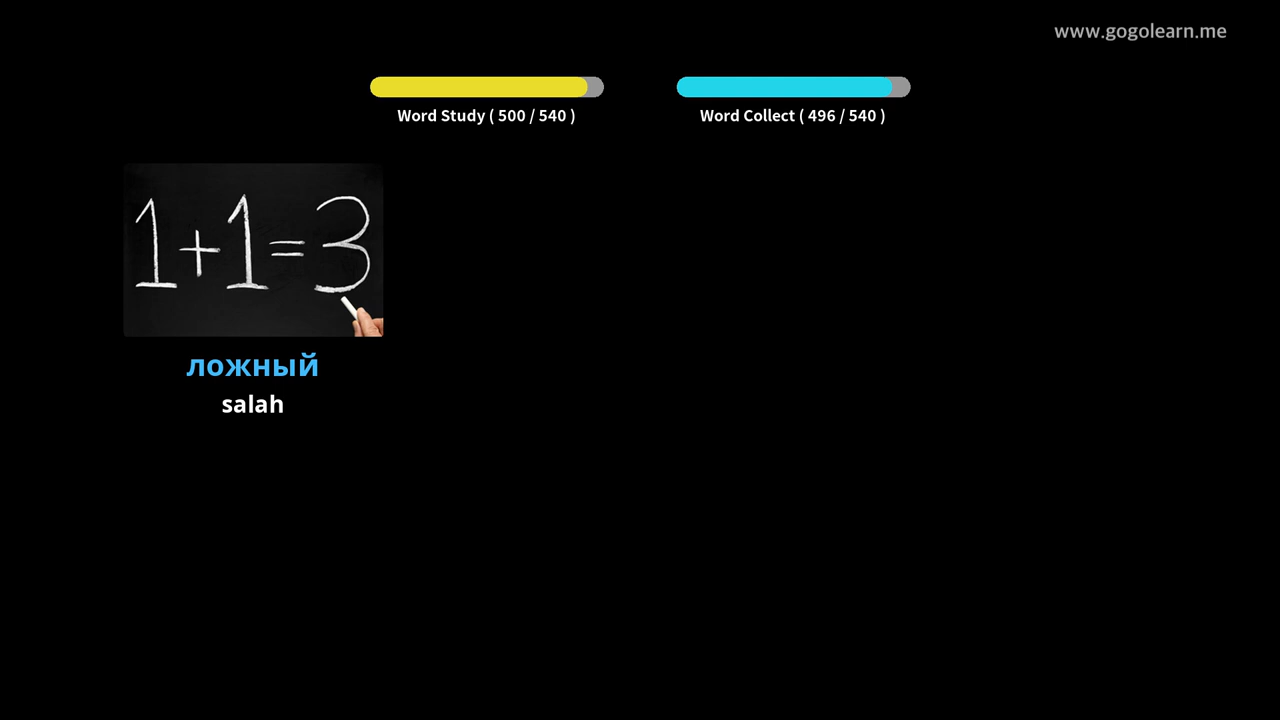 www.gogolearn.me
Word Study ( 500 / 540 )
Word Collect ( 496 / 540 )
1+1=3
ложный
salah